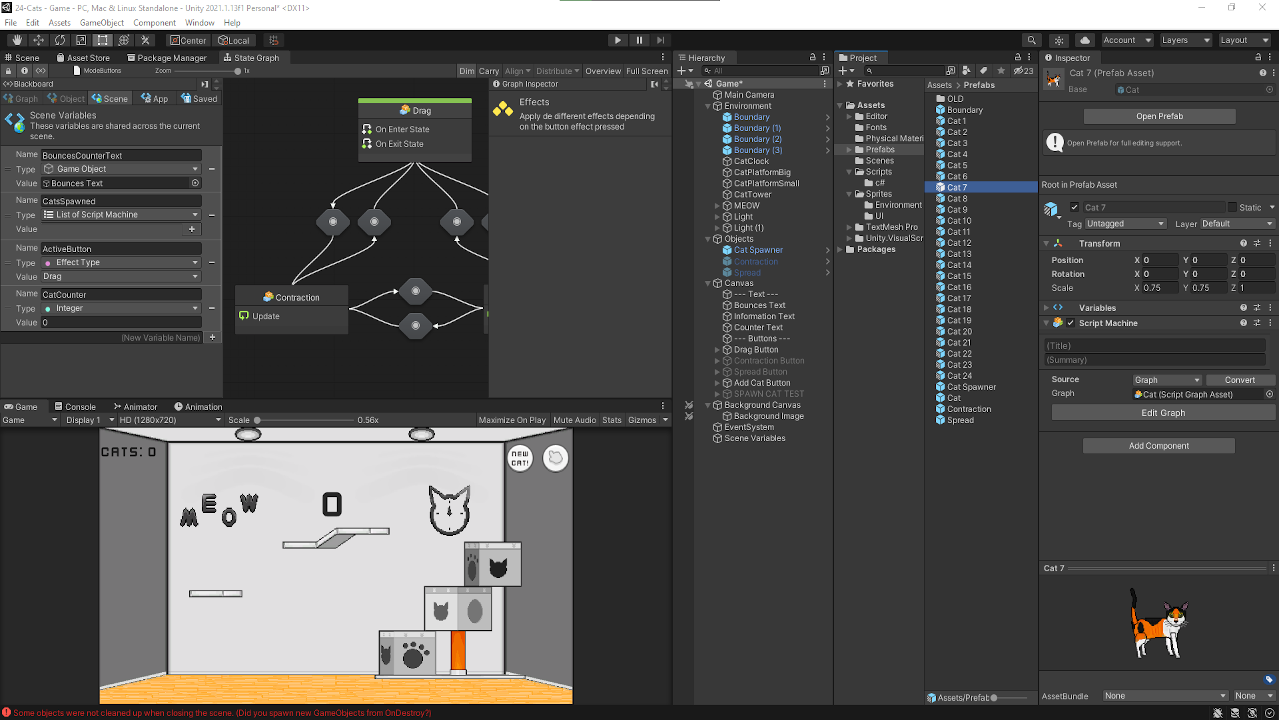 24-Cats - Game - PC, Mac & Linux Standalone - Unity 2021.1.13f1 Personal* <DX11>
File Edit Assets GameObject Component Window Help
Center Local Account Layers Layout
Scene Asset Store Package Manager State Graph
ModeButtons Zoom 1x Dim Carry Align Distribute Overview Full Screen
Blackboard
Graph Object Scene App Saved
Scene Variables
These variables are shared across the current
scene.
Name BouncesCounterText
Type Game Object
Value Bounces Text
Name CatsSpawned
Type List of Script Machine
Value
Name ActiveButton
Type Effect Type
Value Drag
Name CatCounter
Type Integer
Value 0
(New Variable Name)
Drag
On Enter State
On Exit State
Contraction
Update
Graph Inspector
Effects
Apply de different effects depending
on the button effect pressed
Game Console Animator Animation
Game Display 1 HD (1280x720) Scale 0.56x Maximize On Play Mute Audio Stats Gizmos
CATS: 0
NEW
CAT!
MEOW
0
Some objects were not cleaned up when closing the scene. (Did you spawn new GameObjects from OnDestroy?)
Hierarchy
All
Game*
Main Camera
Environment
Boundary
Boundary (1)
Boundary (2)
Boundary (3)
CatClock
CatPlatformBig
CatPlatformSmall
CatTower
MEOW
Light
Light (1)
Objects
Cat Spawner
Contraction
Spread
Canvas
--- Text ---
Bounces Text
Information Text
Counter Text
--- Buttons ---
Drag Button
Contraction Button
Spread Button
Add Cat Button
SPAWN CAT TEST
Background Canvas
Background Image
EventSystem
Scene Variables
Project
23
Favorites
Assets
Editor
Fonts
Physical Materi
Prefabs
Scenes
Scripts
c#
Sprites
Environment
UI
TextMesh Pro
Unity.VisualScr
Packages
Assets Prefabs
OLD
Boundary
Cat 1
Cat 2
Cat 3
Cat 4
Cat 5
Cat 6
Cat 7
Cat 8
Cat 9
Cat 10
Cat 11
Cat 12
Cat 13
Cat 14
Cat 15
Cat 16
Cat 17
Cat 18
Cat 19
Cat 20
Cat 21
Cat 22
Cat 23
Cat 24
Cat Spawner
Cat
Contraction
Spread
Assets/Prefab
Inspector
Cat 7 (Prefab Asset)
Base Cat
Open Prefab
Open Prefab for full editing support.
Root in Prefab Asset
Cat 7 Static
Tag Untagged Layer Default
Transform
Position X 0 Y 0 Z 0
Rotation X 0 Y 0 Z 0
Scale X 0.75 Y 0.75 Z 1
Variables
Script Machine
(Title)
(Summary)
Source Graph Convert
Graph Cat (Script Graph Asset)
Edit Graph
Add Component
Cat 7
AssetBundle None None